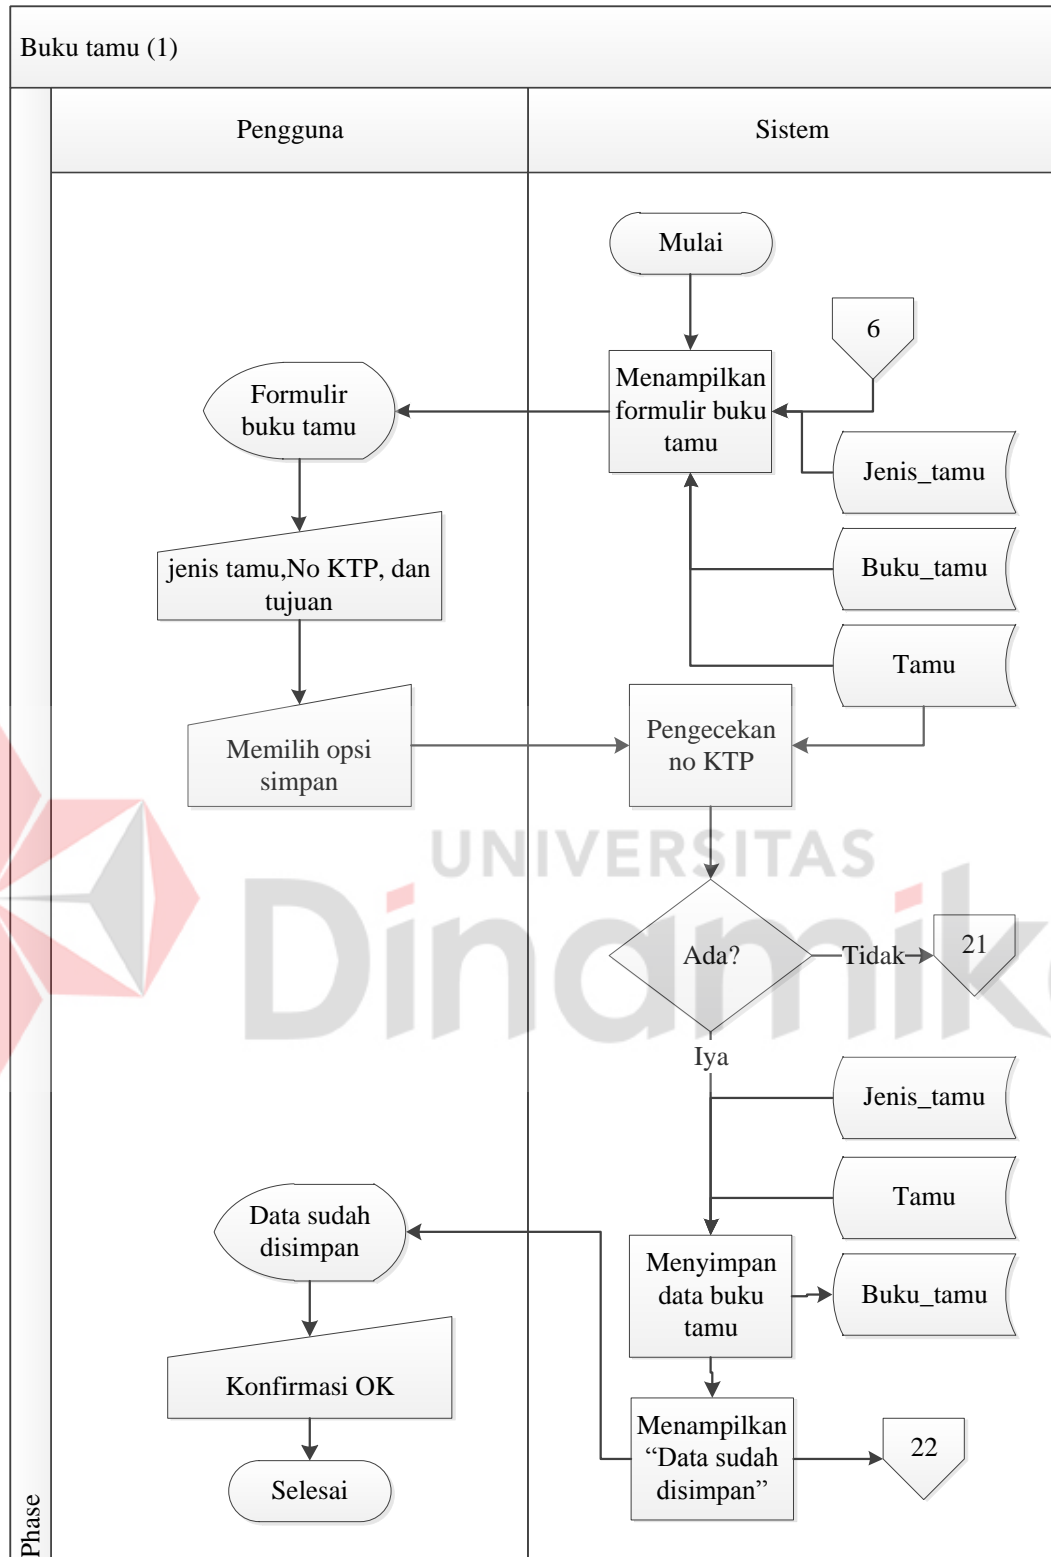 Buku tamu (1)
Pengguna
Sistem
Mulai
6
Menampilkan
formulir buku
tamu
Formulir
buku tamu
Jenis_tamu
jenis tamu,No KTP, dan
tujuan
Buku_tamu
Tamu
Memilih opsi
simpan
Pengecekan
no KTP
UNIVERSITAS
Dinamika
Ada?
Tidak
21
Iya
Jenis_tamu
Tamu
Data sudah
disimpan
Menyimpan
data buku
tamu
Buku_tamu
Konfirmasi OK
Menampilkan
“Data sudah
disimpan”
22
Selesai
Phase